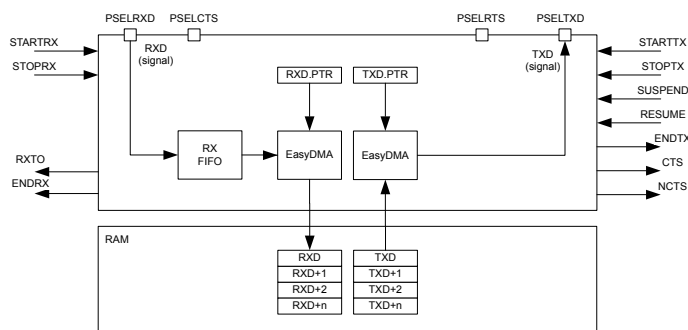 PSELRXD PSELCTS PSELRTS PSELTXD
STARTRX
STOPRX
RXD
(signal)
RXD.PTR TXD.PTR
TXD
(signal)
STARTTX
STOPTX
SUSPEND
RESUME
RX
FIFO
EasyDMA EasyDMA
RXTO
ENDRX
ENDTX
CTS
NCTS
RAM
RXD TXD
RXD+1 TXD+1
RXD+2 TXD+2
RXD+n TXD+n